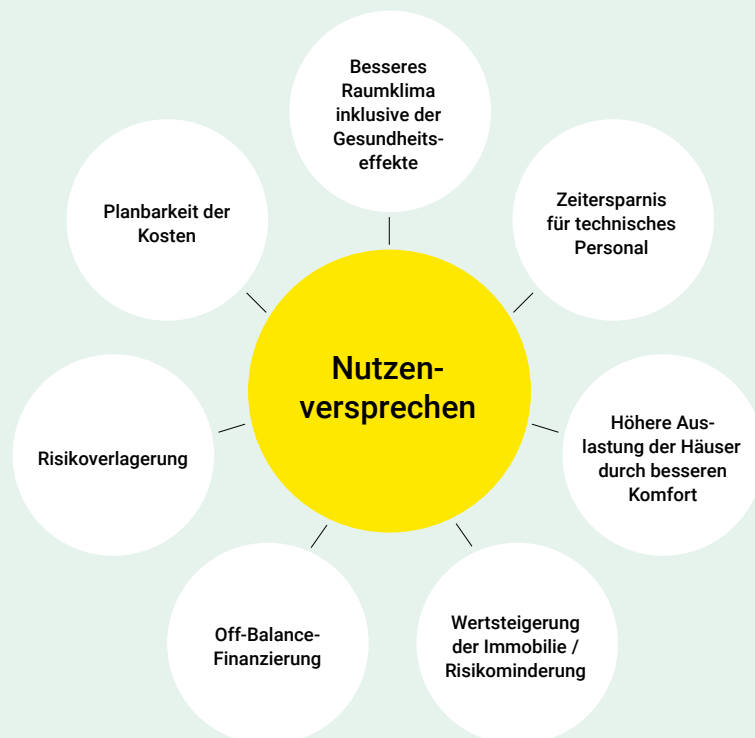 Besseres
Raumklima
inklusive der
Gesundheits-
effekte
Zeitersparnis
für technisches
Personal
Höhere Aus-
lastung der Häuser
durch besseren
Komfort
Wertsteigerung
der Immobilie /
Risikominderung
Off-Balance-
Finanzierung
Risikoverlagerung
Planbarkeit der
Kosten
Nutzen-
versprechen